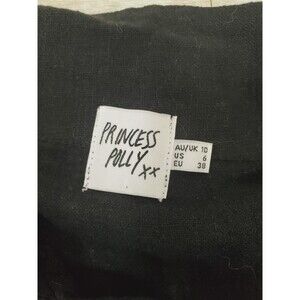 PRINCESS
POLLY
xx
AU/UK 10
US 6
EU 38